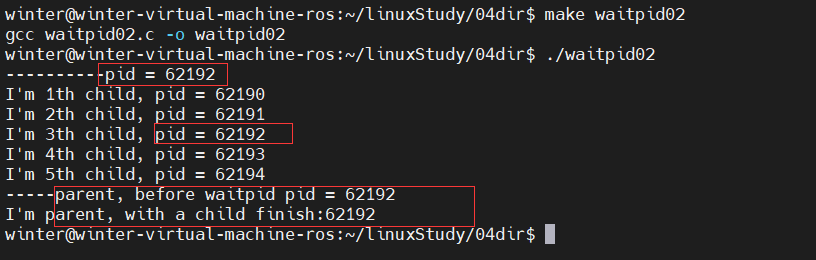 winter@winter-virtual-machine-ros:~/linuxStudy/04dir$ make waitpid02
gcc waitpid02.c -o waitpid02
winter@winter-virtual-machine-ros:~/linuxStudy/04dir$ ./waitpid02
----------pid = 62192
I'm 1th child, pid = 62190
I'm 2th child, pid = 62191
I'm 3th child, pid = 62192
I'm 4th child, pid = 62193
I'm 5th child, pid = 62194
-----parent, before waitpid pid = 62192
I'm parent, with a child finish:62192
winter@winter-virtual-machine-ros:~/linuxStudy/04dir$